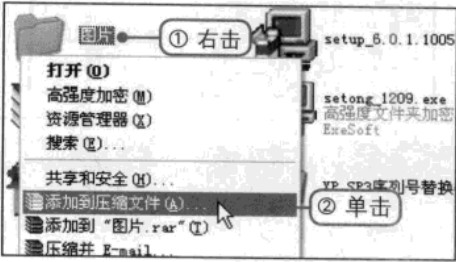 图片
① 右击
setup_6.0.1.1005
打开(O)
高强度加密(M)
资源管理器(X)
搜索(E)...
setong_1209.exe
高强度文件夹加密
ExeSoft
共享和安全(H)...
XP SP3序列号替换
添加到压缩文件(A)...
② 单击
添加到 "图片.rar"(T)
压缩并 E-mail...